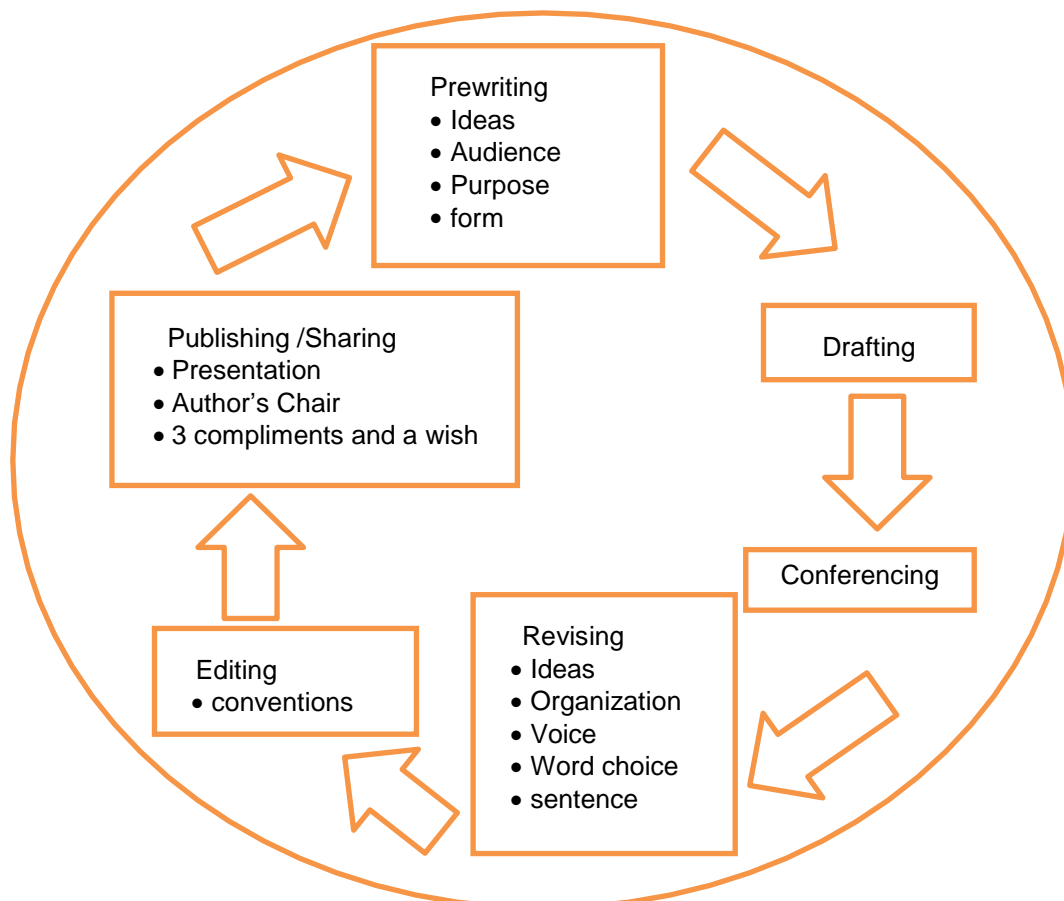 Prewriting
• Ideas
• Audience
• Purpose
• form
Drafting
Conferencing
Revising
• Ideas
• Organization
• Voice
• Word choice
• sentence
Editing
• conventions
Publishing /Sharing
• Presentation
• Author’s Chair
• 3 compliments and a wish